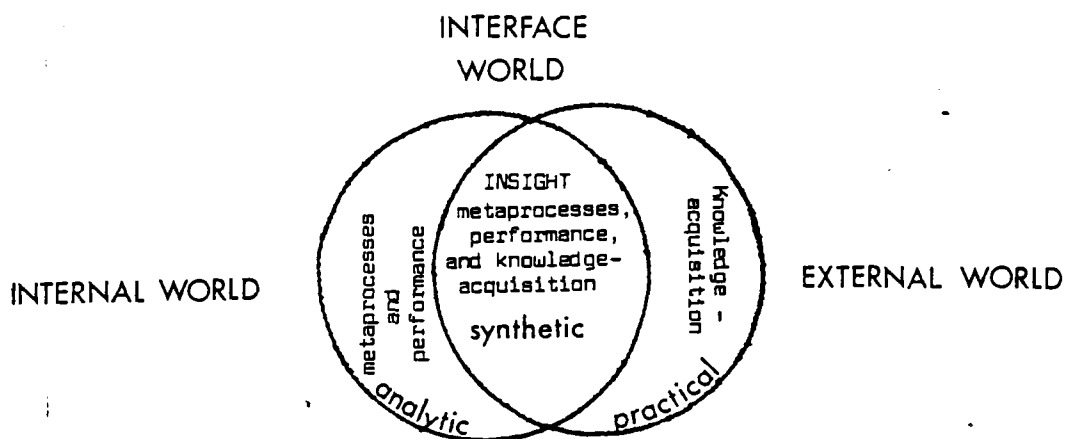 INTERFACE
WORLD
INTERNAL WORLD
metaprocesses
and
performance
analytic
INSIGHT
metaprocesses,
performance,
and knowledge-
acquisition
synthetic
Knowledge -
acquisition
practical
EXTERNAL WORLD